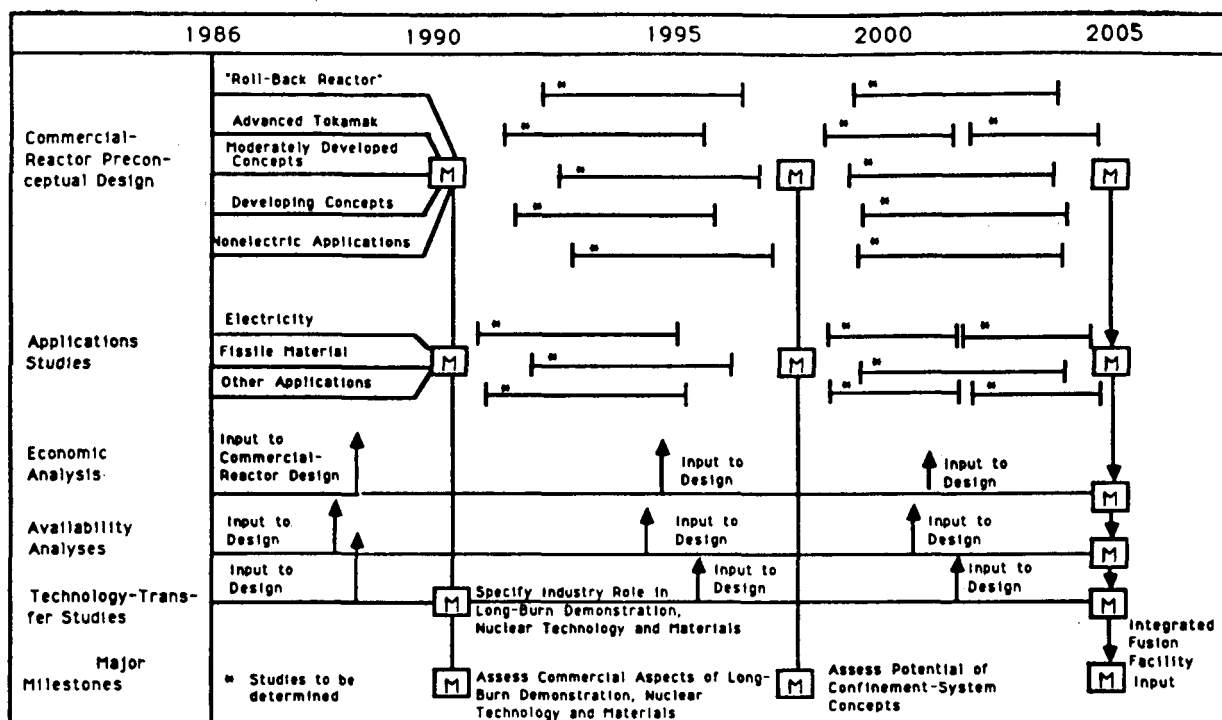 1986 1990 1995 2000 2005
Commercial-
Reactor Precon-
ceptual Design
"Roll-Back Reactor"
Advanced Tokamak
Moderately Developed
Concepts
Developing Concepts
Nonelectric Applications
* * 
* * *
* *
* *
* *
M M M
Applications
Studies
Electricity
Fissile Material
Other Applications
* * *
* *
* * *
M M M
Economic
Analysis
Input to
Commercial-
Reactor Design
Input to
Design
Input to
Design
M
Availability
Analyses
Input to
Design
Input to
Design
Input to
Design
M
Technology-Trans-
fer Studies
Input to
Design
Input to
Design
Input to
Design
M
Specify Industry Role in
Long-Burn Demonstration,
Nuclear Technology and Materials
M
Integrated
Fusion
Facility
Input
Major
Milestones
* Studies to be
determined
M
Assess Commercial Aspects of Long-
Burn Demonstration, Nuclear
Technology and Materials
M
Assess Potential of
Confinement-System
Concepts
M